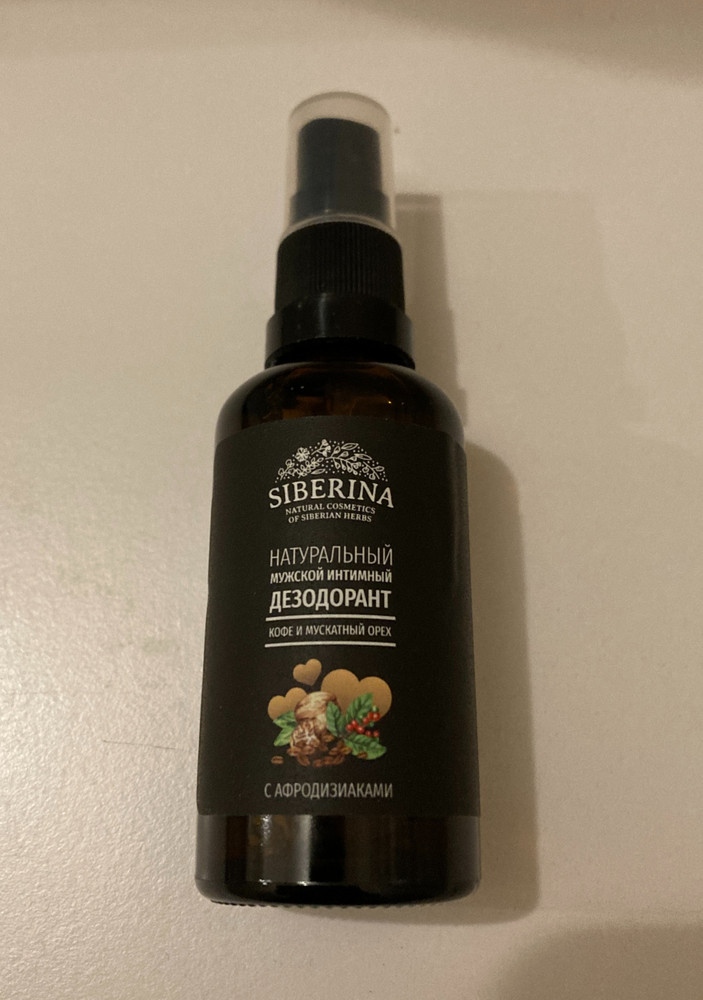 SIBERINA
NATURAL COSMETICS
OF SIBERIAN HERBS
НАТУРАЛЬНЫЙ
МУЖСКОЙ ИНТИМНЫЙ
ДЕЗОДОРАНТ
КОФЕ И МУСКАТНЫЙ ОРЕХ
С АФРОДИЗИАКАМИ